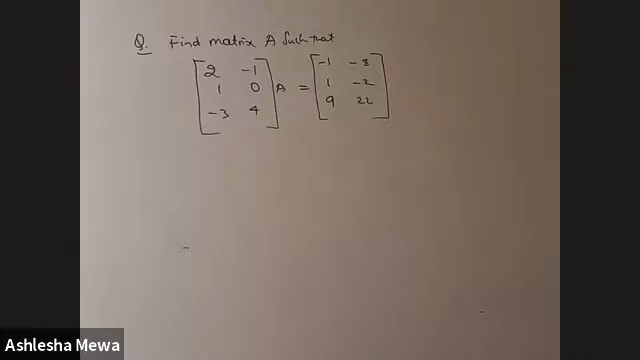 Q. Find matrix A such that
2 -1 -1 -8
1 0 A = 1 -2
-3 4 9 22
Ashlesha Mewa